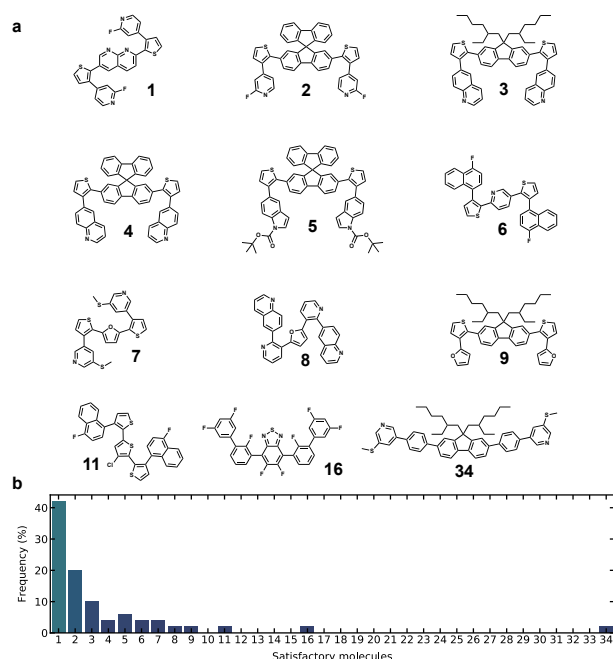 a
F N S
N N
S
N F
1
S S
N N
F F
2
S S
N N
3
S S
N N
4
S S
N N
O O O O
5
F
S
N
S
F
6
N
S
S O S
N S
7
N
N
O
N
N
8
S S
O O
9
F
S
S F
Cl
S
11
F F
F S F
N N
F F F F
16
S
N N
S
34
b
Frequency (%)
40
30
20
10
0
1 2 3 4 5 6 7 8 9 10 11 12 13 14 15 16 17 18 19 20 21 22 23 24 25 26 27 28 29 30 31 32 33 34
Satisfactory molecules